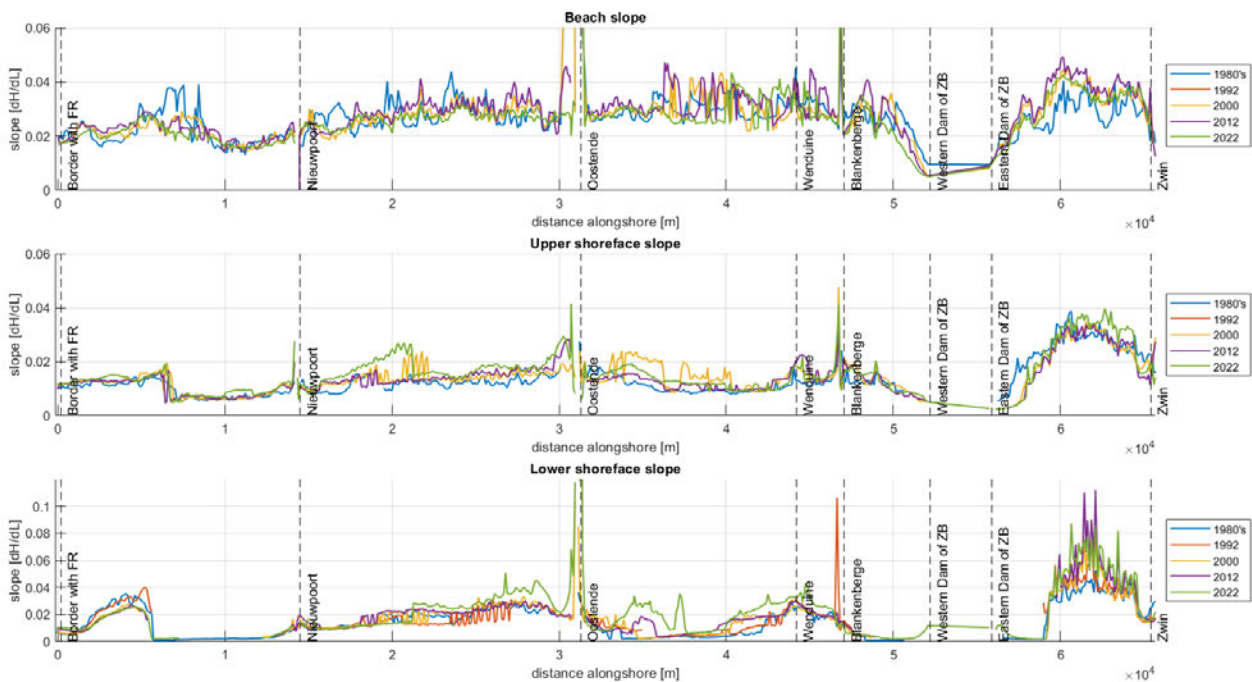 Beach slope
0.06
0.04
0.02
0
slope [dH/dL]
Border with FR
Nieuwpoort
Oostende
Wenduine
Blankenberge
Western Dam of ZB
Eastern Dam of ZB
Zwin
0 1 2 3 4 5 6
distance alongshore [m]
×10⁴
1980's
1992
2000
2012
2022
Upper shoreface slope
0.06
0.04
0.02
0
slope [dH/dL]
Border with FR
Nieuwpoort
Oostende
Wenduine
Blankenberge
Western Dam of ZB
Eastern Dam of ZB
Zwin
0 1 2 3 4 5 6
distance alongshore [m]
×10⁴
1980's
1992
2000
2012
2022
Lower shoreface slope
0.1
0.08
0.06
0.04
0.02
0
slope [dH/dL]
Border with FR
Nieuwpoort
Oostende
Wenduine
Blankenberge
Western Dam of ZB
Eastern Dam of ZB
Zwin
0 1 2 3 4 5 6
distance alongshore [m]
×10⁴
1980's
1992
2000
2012
2022